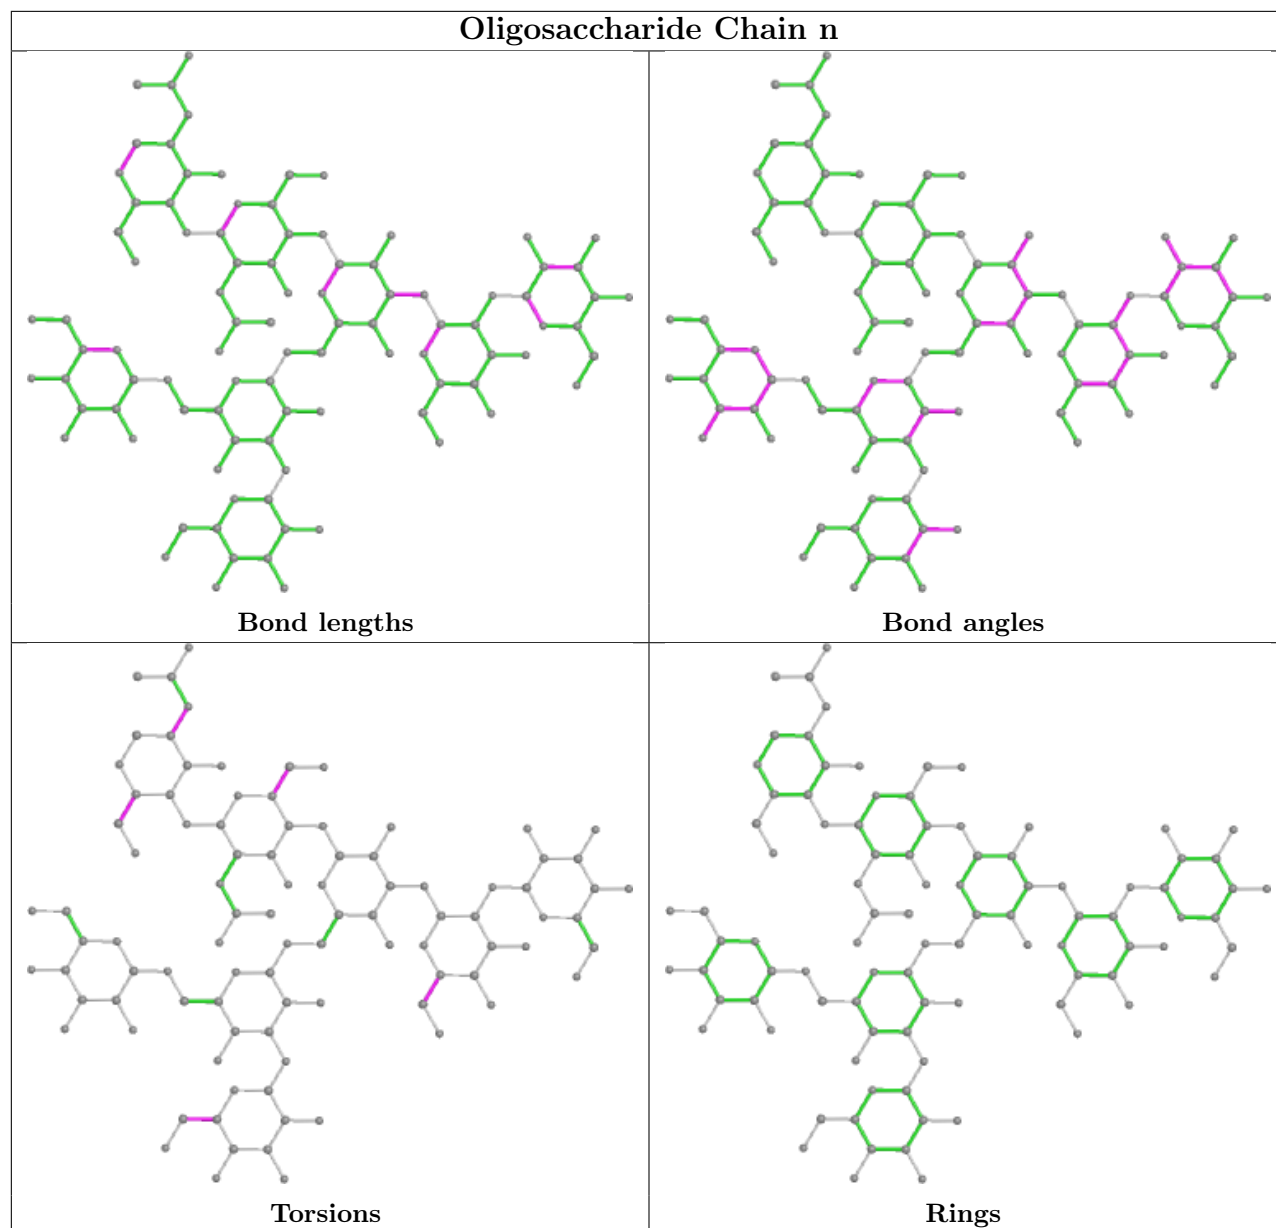 Oligosaccharide Chain n
Bond lengths
Bond angles
Torsions
Rings